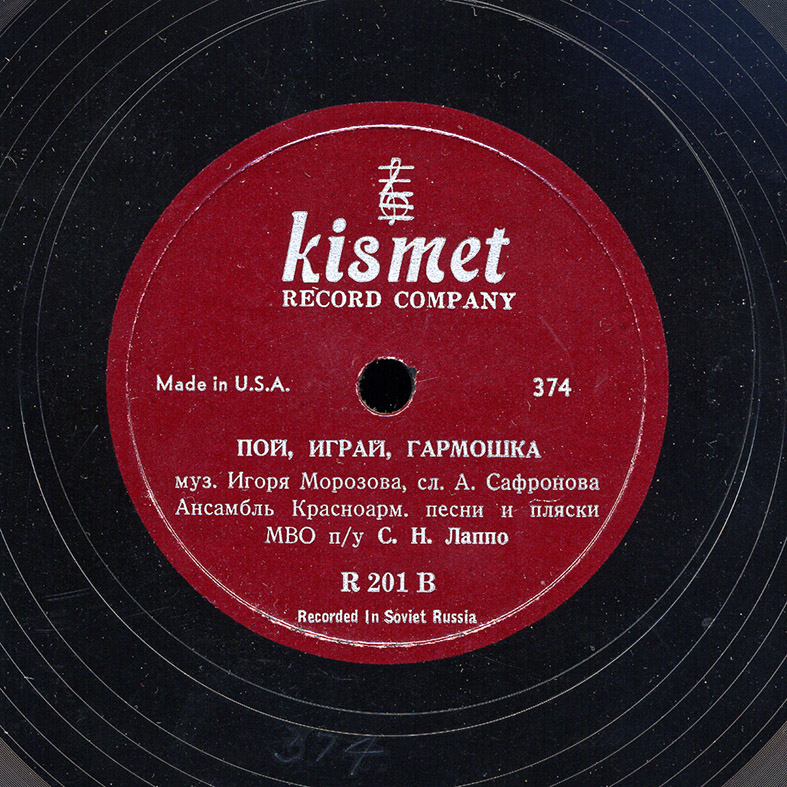 kismet
RECORD COMPANY
Made in U.S.A. 374
ПОЙ, ИГРАЙ, ГАРМОШКА
муз. Игоря Морозова, сл. А. Сафронова
Ансамбль Красноарм. песни и пляски
МВО п/у С. Н. Лаппо
R 201 B
Recorded In Soviet Russia
374